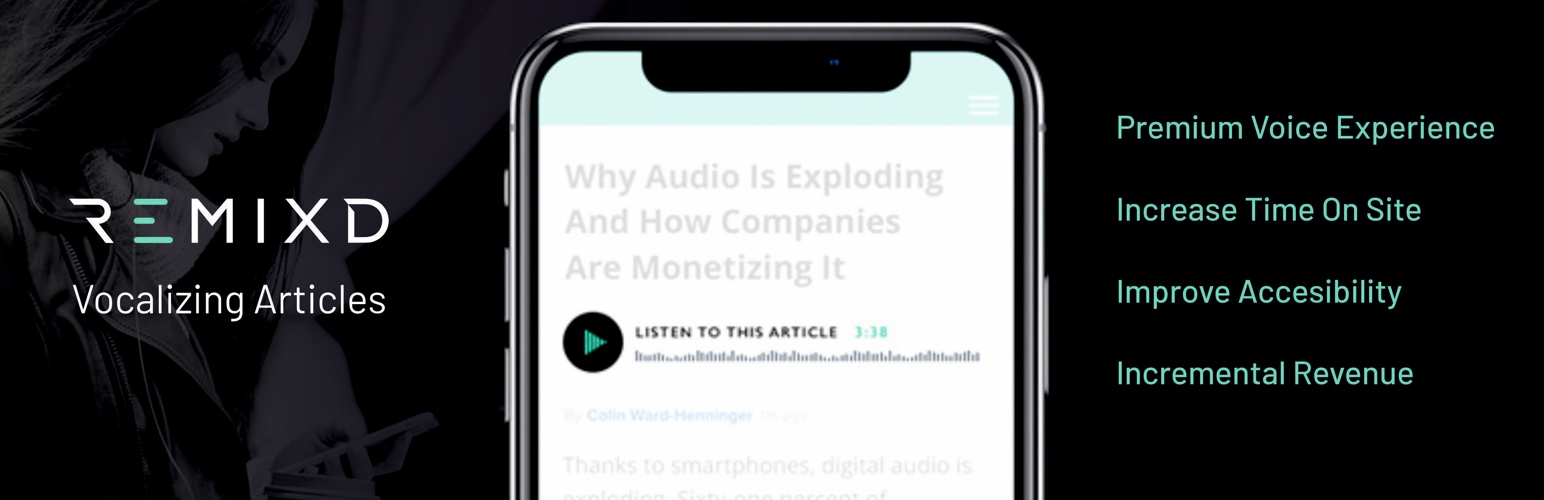 REMIXD
Vocalizing Articles
Why Audio Is Exploding
And How Companies
Are Monetizing It
LISTEN TO THIS ARTICLE 3:38
By Colin Ward-Henninger 11h ago
Thanks to smartphones, digital audio is
exploding. Sixty-one percent of
Premium Voice Experience
Increase Time On Site
Improve Accesibility
Incremental Revenue